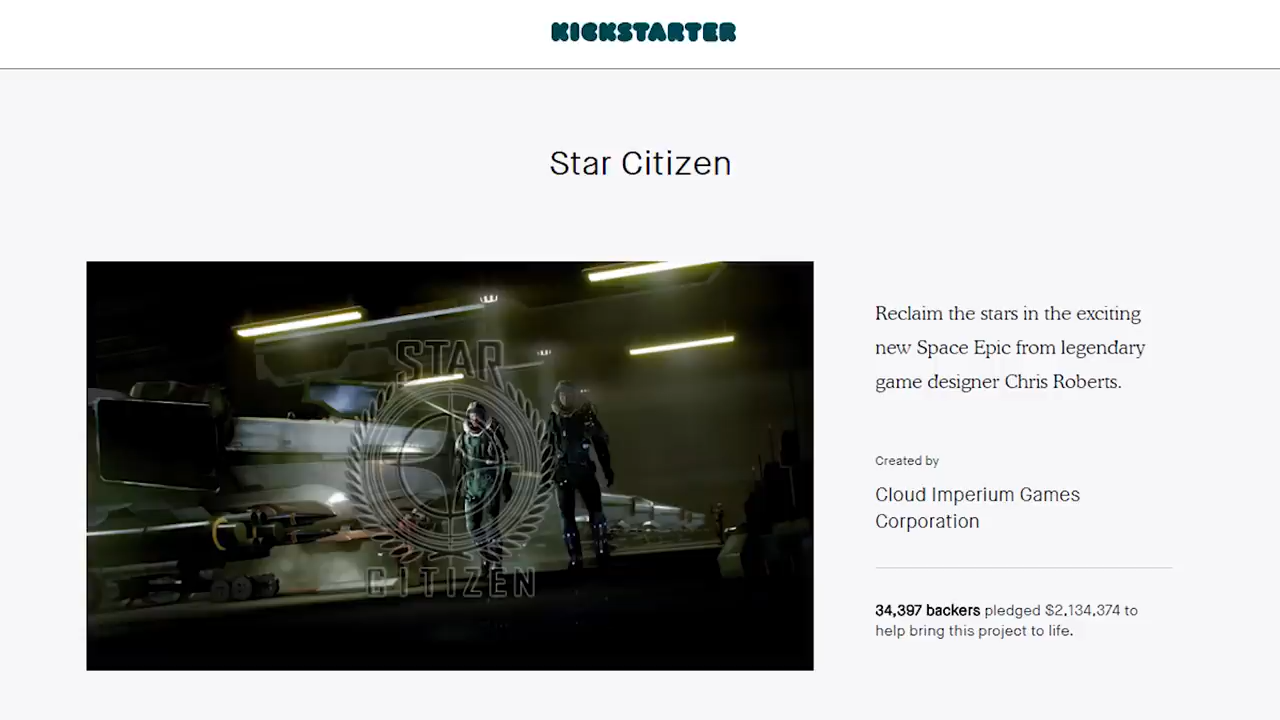 KICKSTARTER
Star Citizen
STAR
CITIZEN
Reclaim the stars in the exciting
new Space Epic from legendary
game designer Chris Roberts.
Created by
Cloud Imperium Games
Corporation
34,397 backers pledged $2,134,374 to
help bring this project to life.